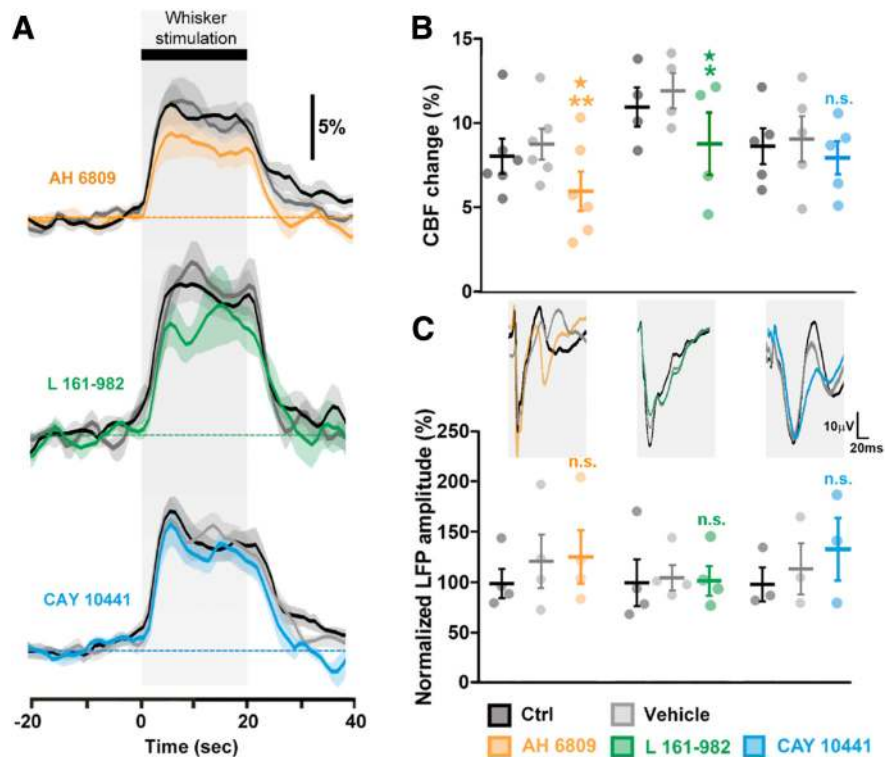 A
Whisker
stimulation
5%
AH 6809
L 161-982
CAY 10441
-20 0 20 40
Time (sec)
B
CBF change (%)
15
10
5
0
*
**
*
*
n.s.
C
10μV
20ms
Normalized LFP amplitude (%)
250
200
150
100
50
0
n.s.
n.s.
n.s.
Ctrl Vehicle
AH 6809 L 161-982 CAY 10441